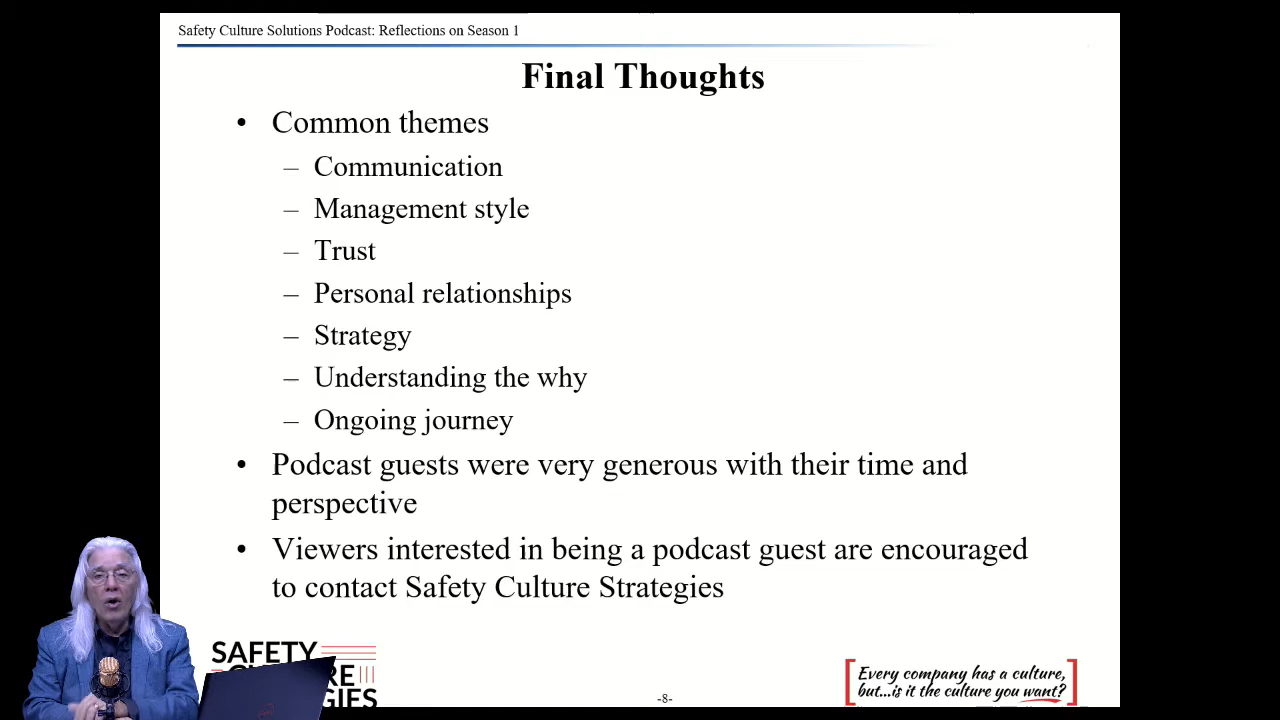 Safety Culture Solutions Podcast: Reflections on Season 1
Final Thoughts
• Common themes
– Communication
– Management style
– Trust
– Personal relationships
– Strategy
– Understanding the why
– Ongoing journey
• Podcast guests were very generous with their time and
perspective
• Viewers interested in being a podcast guest are encouraged
to contact Safety Culture Strategies
SAFETY
-8-
Every company has a culture,
but...is it the culture you want?